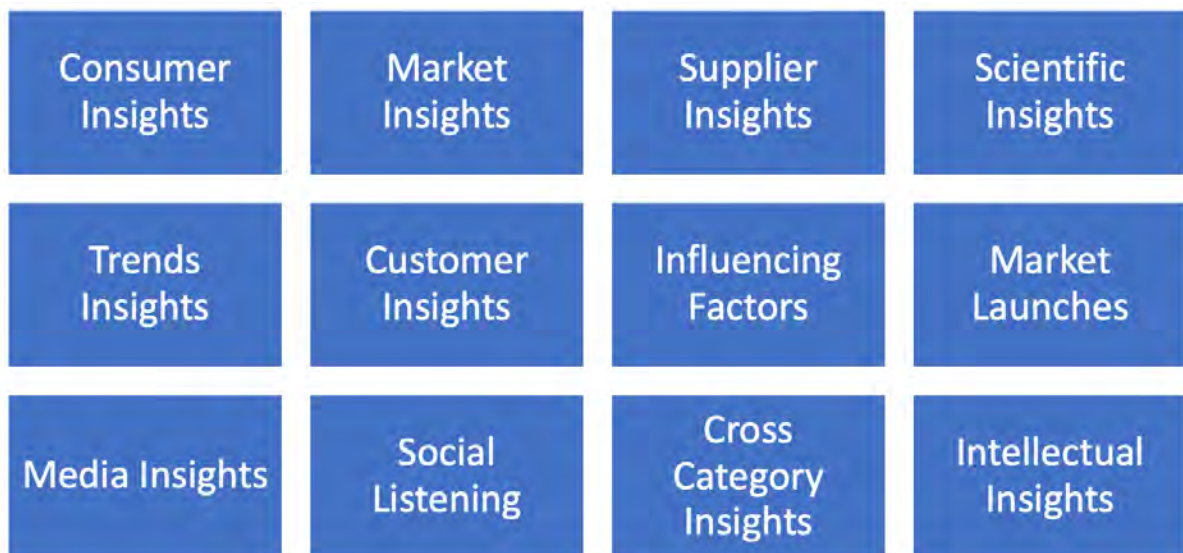 Consumer
Insights
Market
Insights
Supplier
Insights
Scientific
Insights
Trends
Insights
Customer
Insights
Influencing
Factors
Market
Launches
Media Insights
Social
Listening
Cross
Category
Insights
Intellectual
Insights